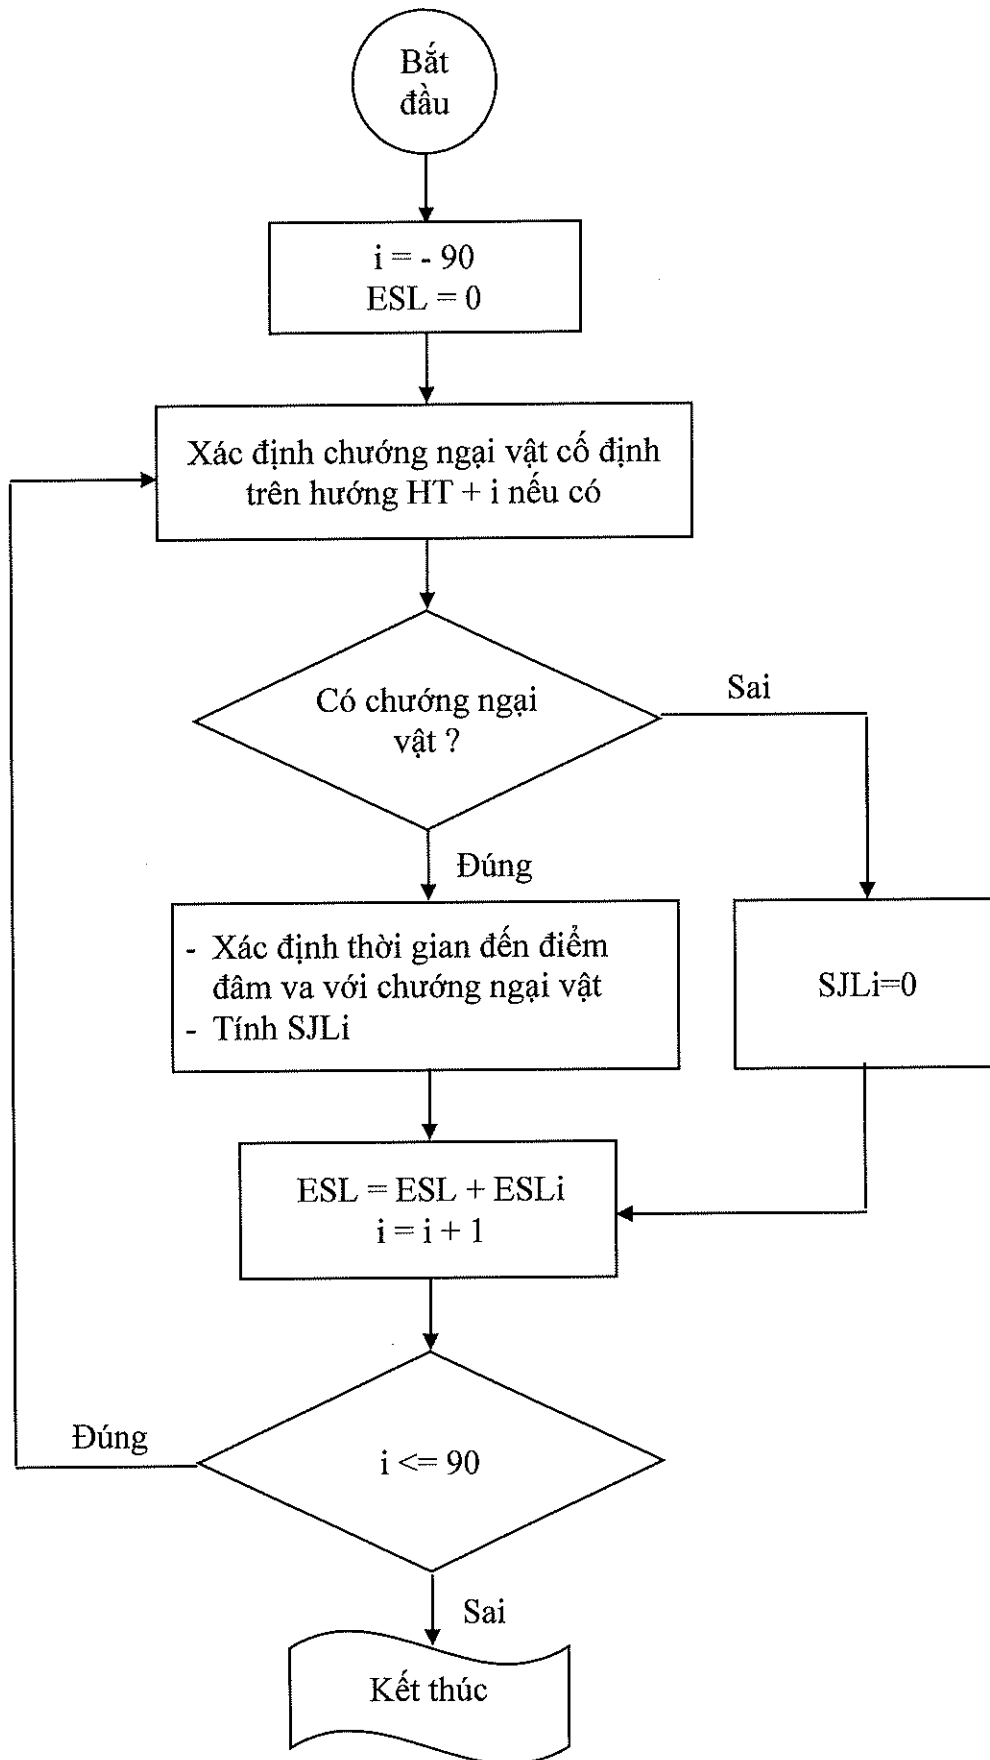 Bắt
đầu
i = - 90
ESL = 0
Xác định chướng ngại vật cố định
trên hướng HT + i nếu có
Có chướng ngại
vật ?
Sai
Đúng
- Xác định thời gian đến điểm
đâm va với chướng ngại vật
- Tính SJLi
SJLi=0
ESL = ESL + ESLi
i = i + 1
Đúng
i <= 90
Sai
Kết thúc